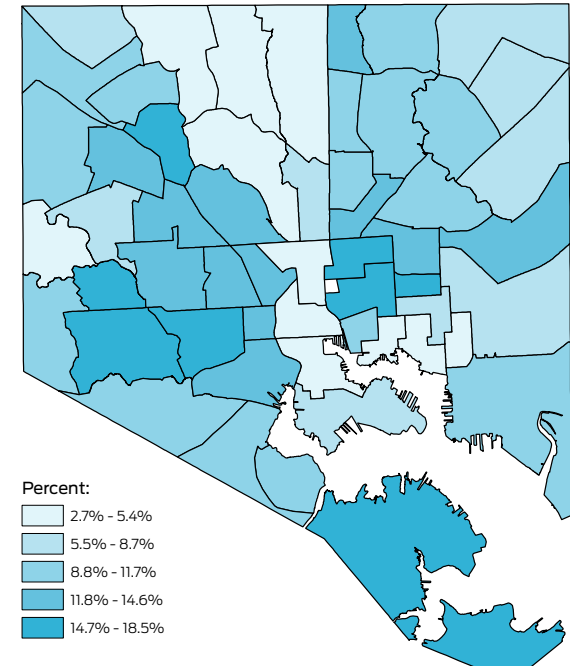 Percent:
2.7% - 5.4%
5.5% - 8.7%
8.8% - 11.7%
11.8% - 14.6%
14.7% - 18.5%